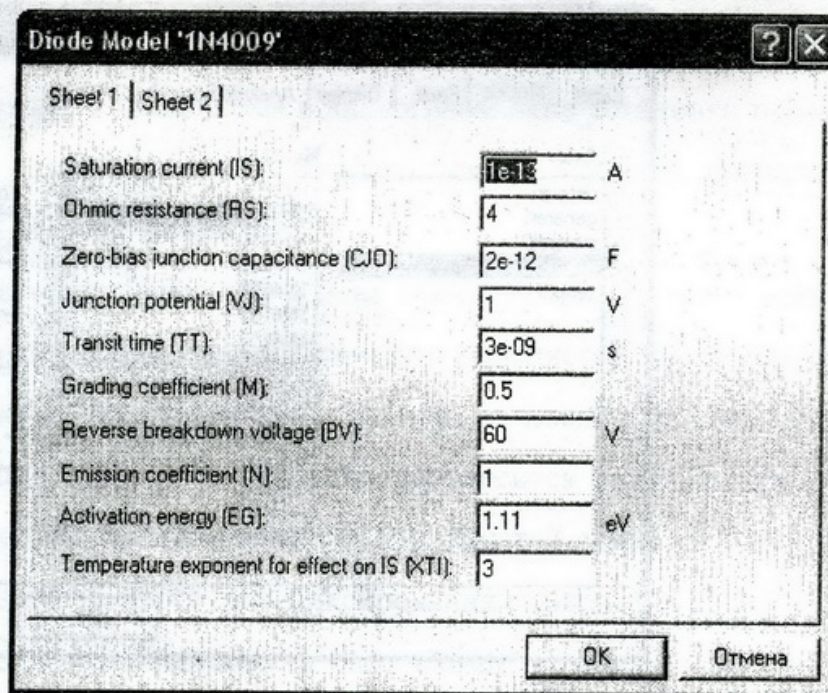 Diode Model '1N4009'
Sheet 1 Sheet 2
Saturation current (IS): 1e-13 A
Ohmic resistance (RS): 4
Zero-bias junction capacitance (CJO): 2e-12 F
Junction potential (VJ): 1 V
Transit time (TT): 3e-09 s
Grading coefficient (M): 0.5
Reverse breakdown voltage (BV): 60 V
Emission coefficient (N): 1
Activation energy (EG): 1.11 eV
Temperature exponent for effect on IS (XTI): 3
OK Отмена